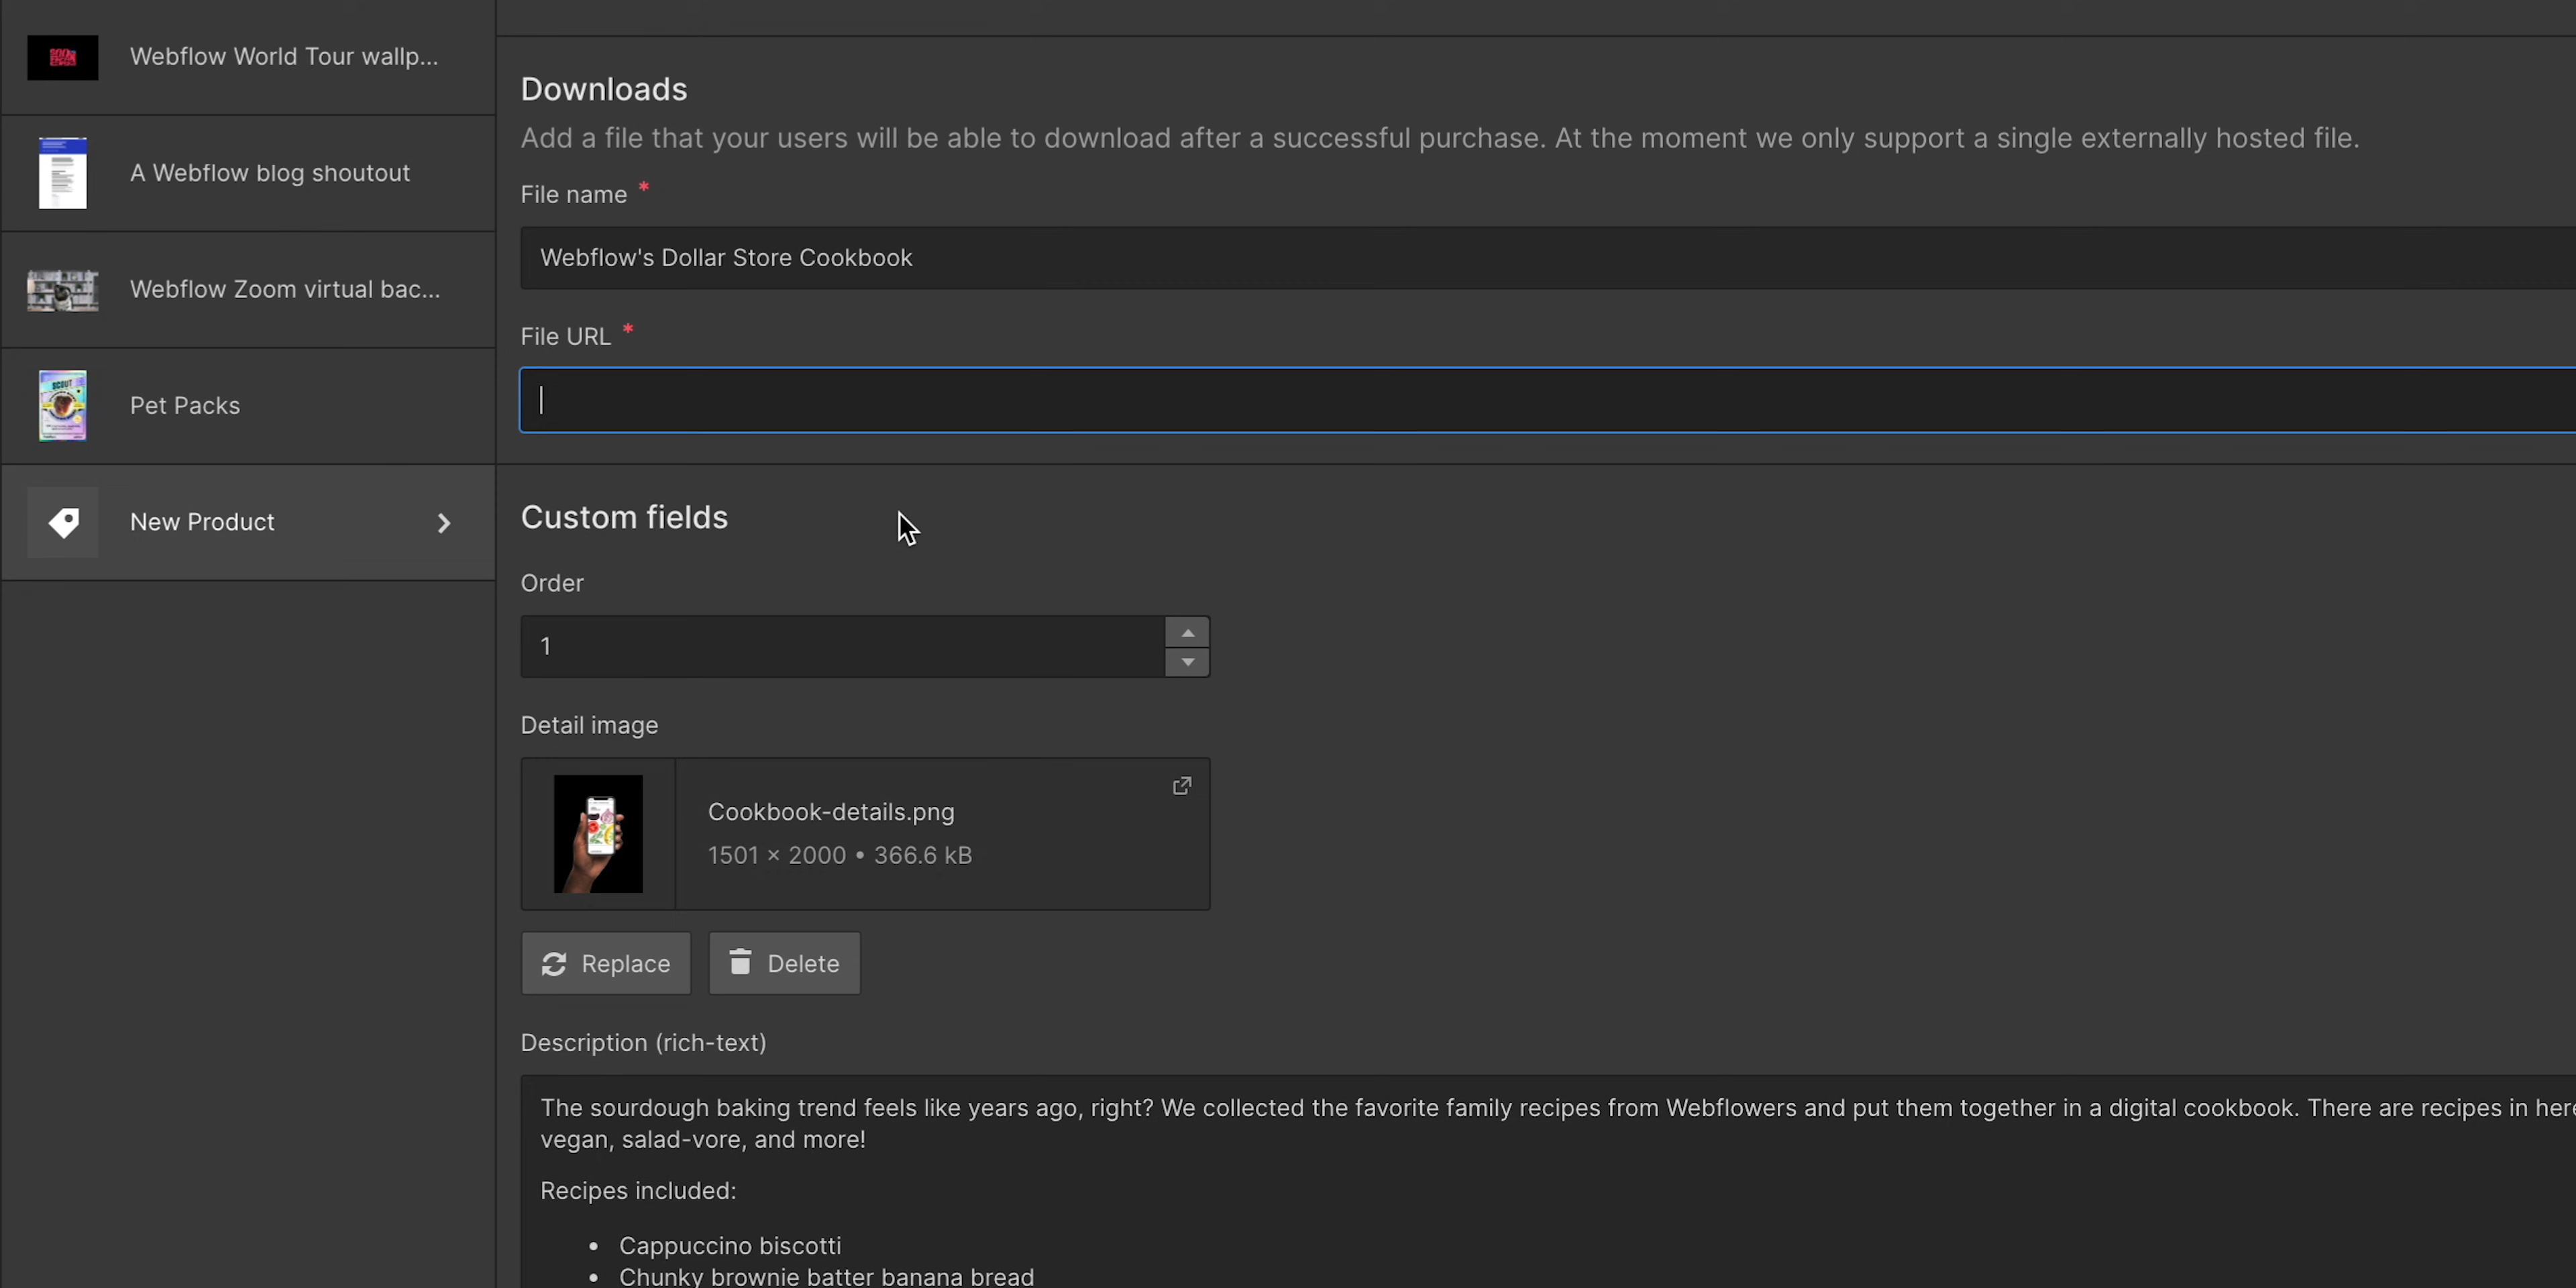 Webflow World Tour wallp...
A Webflow blog shoutout
Webflow Zoom virtual bac...
Pet Packs
New Product
Downloads
Add a file that your users will be able to download after a successful purchase. At the moment we only support a single externally hosted file.
File name *
Webflow's Dollar Store Cookbook
File URL *
Custom fields
Order
1
Detail image
Cookbook-details.png
1501 × 2000 • 366.6 kB
Replace
Delete
Description (rich-text)
The sourdough baking trend feels like years ago, right? We collected the favorite family recipes from Webflowers and put them together in a digital cookbook. There are recipes in here
vegan, salad-vore, and more!
Recipes included:
• Cappuccino biscotti
• Chunky brownie batter banana bread